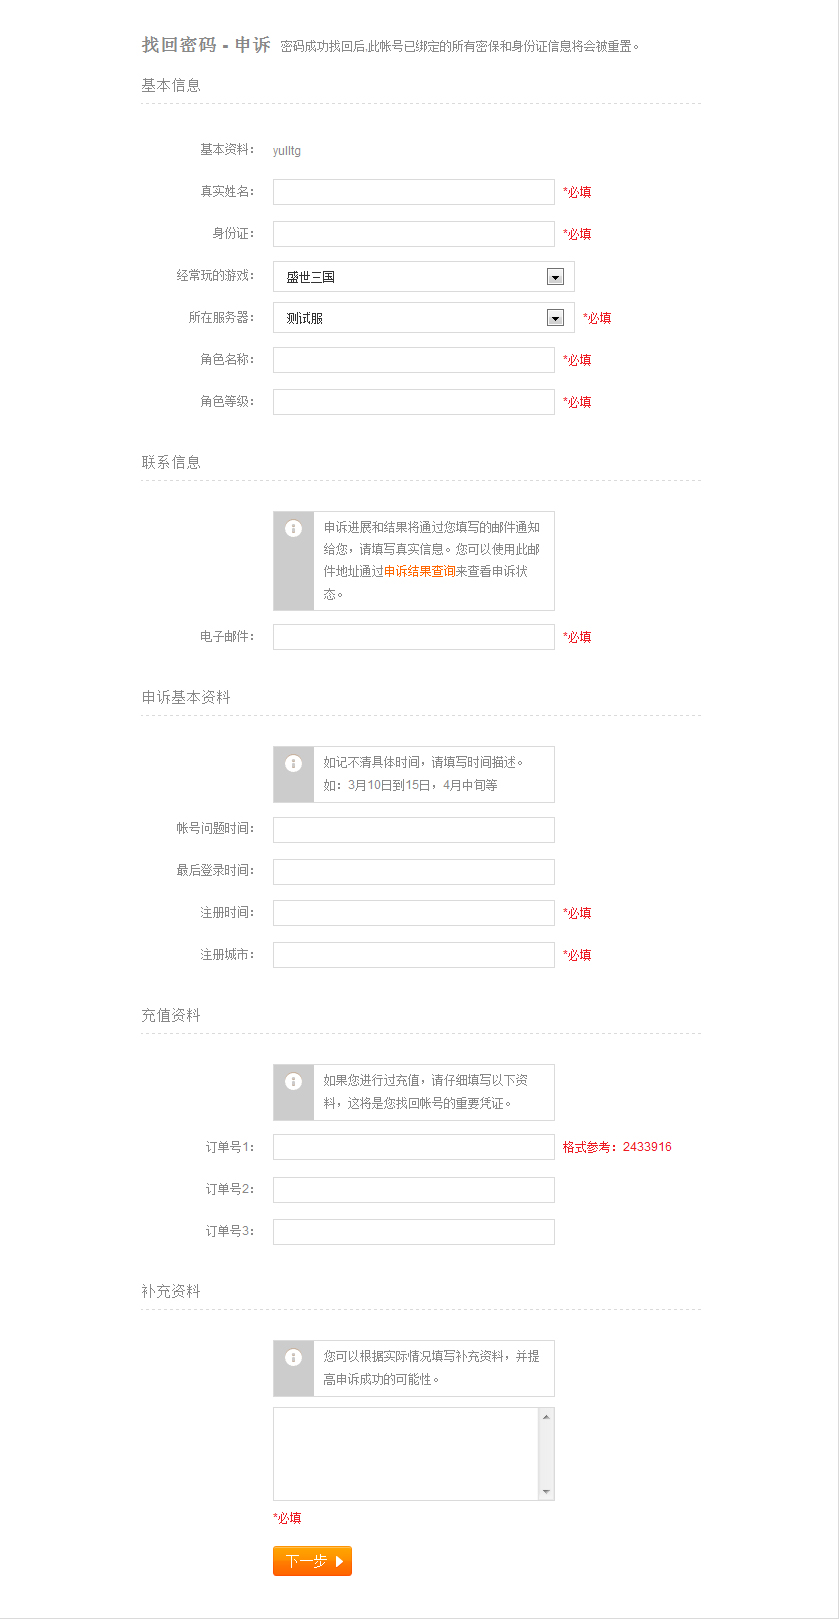 找回密码 - 申诉 密码成功找回后,此帐号已绑定的所有密保和身份证信息将会被重置。
基本信息
基本资料： yulltg
真实姓名： *必填
身份证： *必填
经常玩的游戏： 盛世三国
所在服务器： 测试服 *必填
角色名称： *必填
角色等级： *必填
联系信息
申诉进展和结果将通过您填写的邮件通知
给您，请填写真实信息。您可以使用此邮
件地址通过申诉结果查询来查看申诉状
态。
电子邮件： *必填
申诉基本资料
如记不清具体时间，请填写时间描述。
如：3月10日到15日，4月中旬等
帐号问题时间：
最后登录时间：
注册时间： *必填
注册城市： *必填
充值资料
如果您进行过充值，请仔细填写以下资
料，这将是您找回帐号的重要凭证。
订单号1： 格式参考：2433916
订单号2：
订单号3：
补充资料
您可以根据实际情况填写补充资料，并提
高申诉成功的可能性。
*必填
下一步